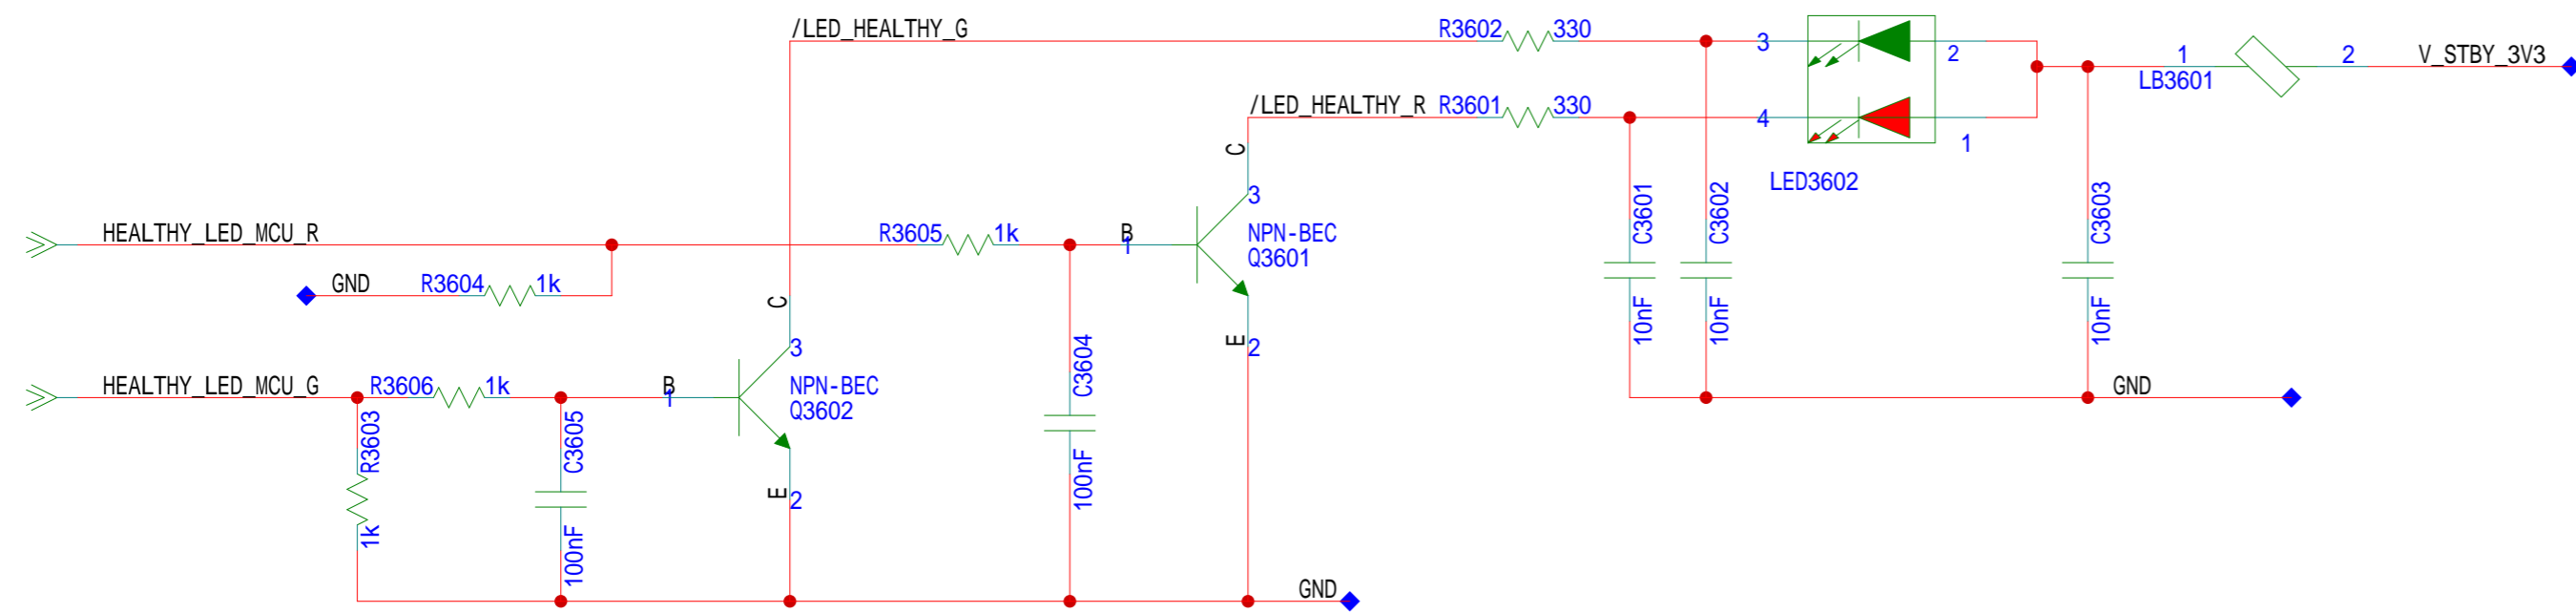 /LED_HEALTHY_G
R3602 330
3
2
1
LB3601
2
V_STBY_3V3
/LED_HEALTHY_R
R3601 330
4
1
LED3602
C
3
HEALTHY_LED_MCU_R
R3605 1k
B
1
NPN-BEC
Q3601
C3601
10nF
C3602
10nF
C3603
10nF
GND
R3604 1k
C
3
E
2
C3604
100nF
HEALTHY_LED_MCU_G
R3606 1k
B
1
NPN-BEC
Q3602
GND
R3603
1k
C3605
100nF
E
2
GND